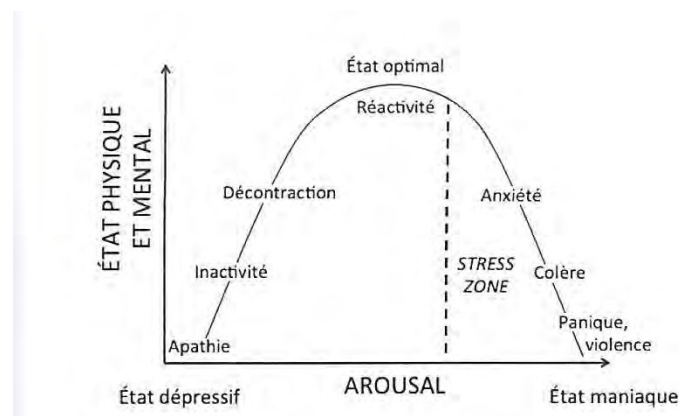 État optimal
Réactivité
ÉTAT PHYSIQUE
ET MENTAL
Décontraction
Anxiété
Inactivité
STRESS
ZONE
Colère
Apathie
Panique,
violence
État dépressif
AROUSAL
État maniaque